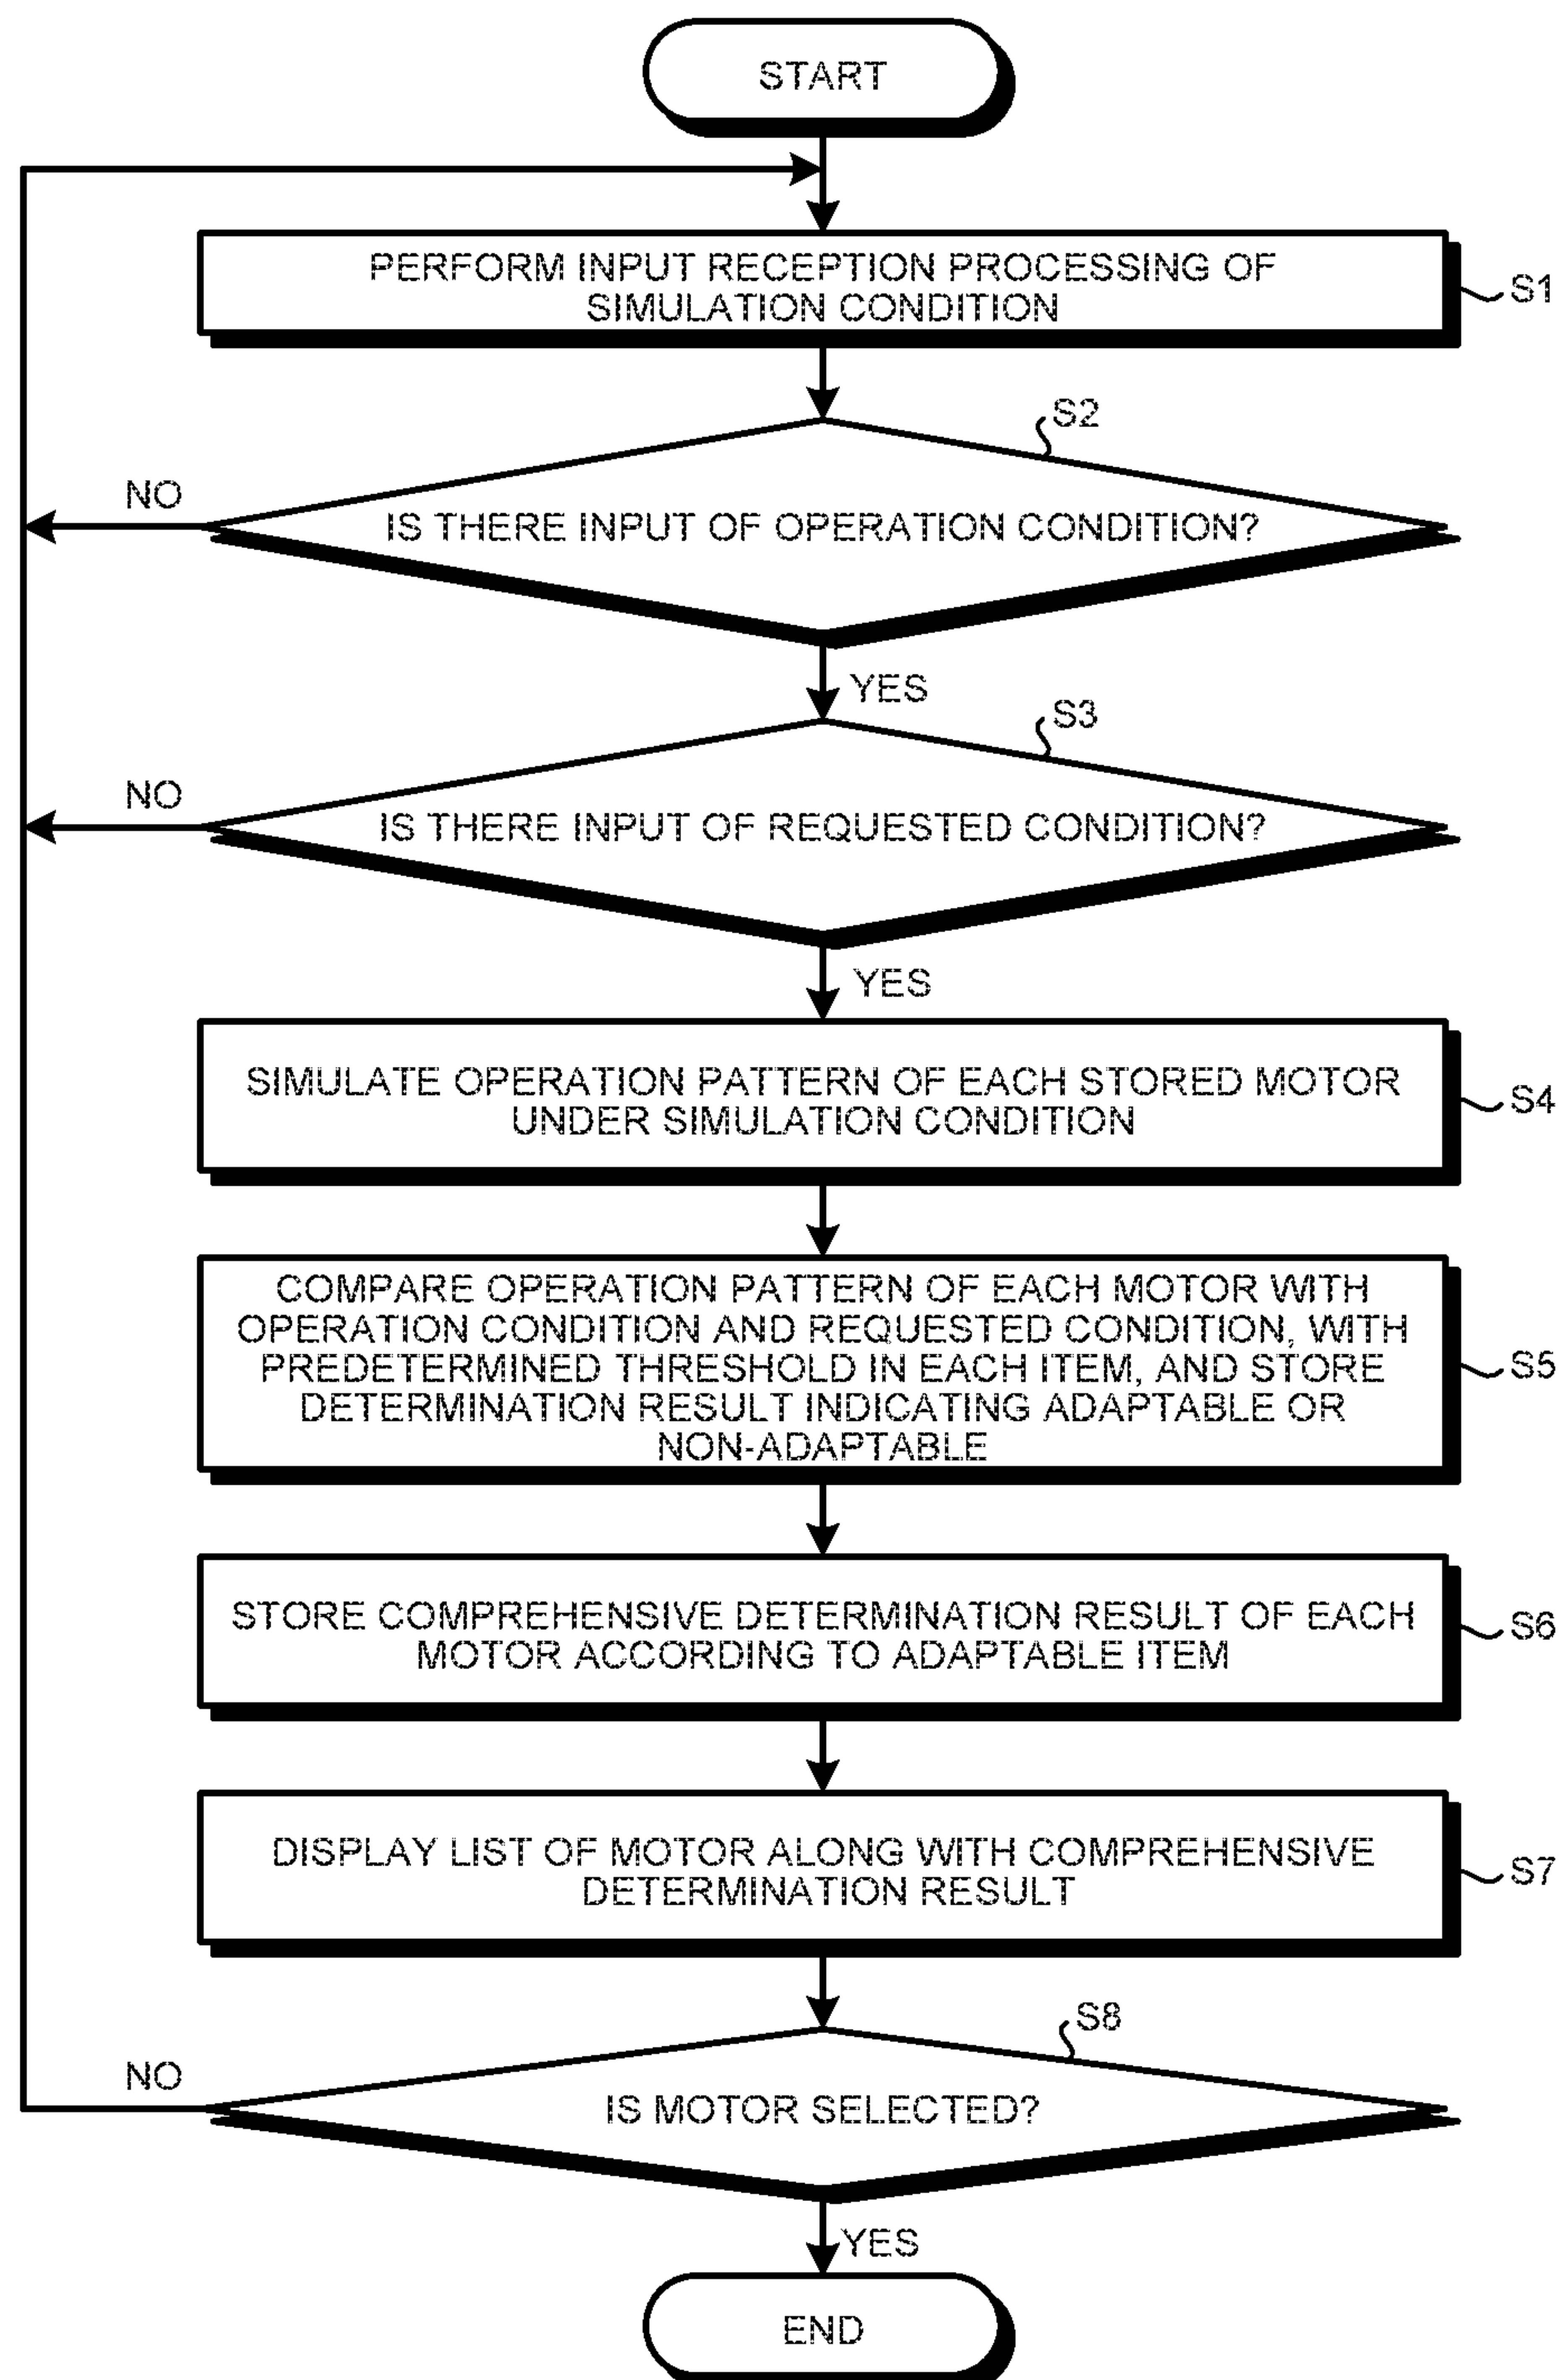 START
PERFORM INPUT RECEPTION PROCESSING OF
SIMULATION CONDITION
S1
S2
NO
IS THERE INPUT OF OPERATION CONDITION?
YES
S3
NO
IS THERE INPUT OF REQUESTED CONDITION?
YES
SIMULATE OPERATION PATTERN OF EACH STORED MOTOR
UNDER SIMULATION CONDITION
S4
COMPARE OPERATION PATTERN OF EACH MOTOR WITH
OPERATION CONDITION AND REQUESTED CONDITION, WITH
PREDETERMINED THRESHOLD IN EACH ITEM, AND STORE
DETERMINATION RESULT INDICATING ADAPTABLE OR
NON-ADAPTABLE
S5
STORE COMPREHENSIVE DETERMINATION RESULT OF EACH
MOTOR ACCORDING TO ADAPTABLE ITEM
S6
DISPLAY LIST OF MOTOR ALONG WITH COMPREHENSIVE
DETERMINATION RESULT
S7
S8
NO
IS MOTOR SELECTED?
YES
END